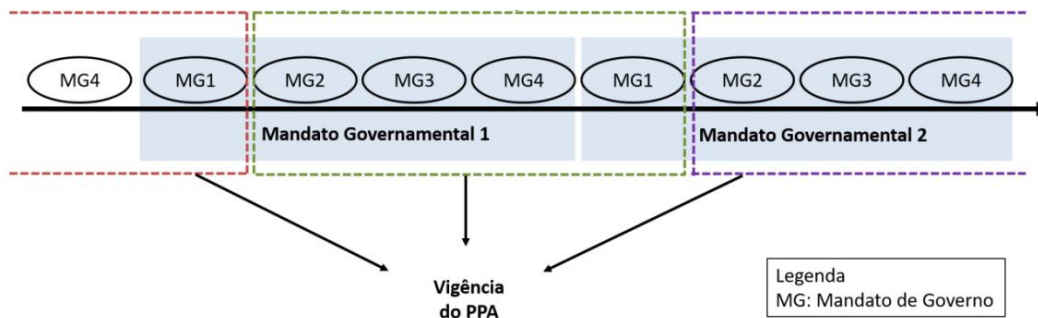 MG4 MG1 MG2 MG3 MG4 MG1 MG2 MG3 MG4
Mandato Governamental 1 Mandato Governamental 2
Vigência
do PPA
Legenda
MG: Mandato de Governo